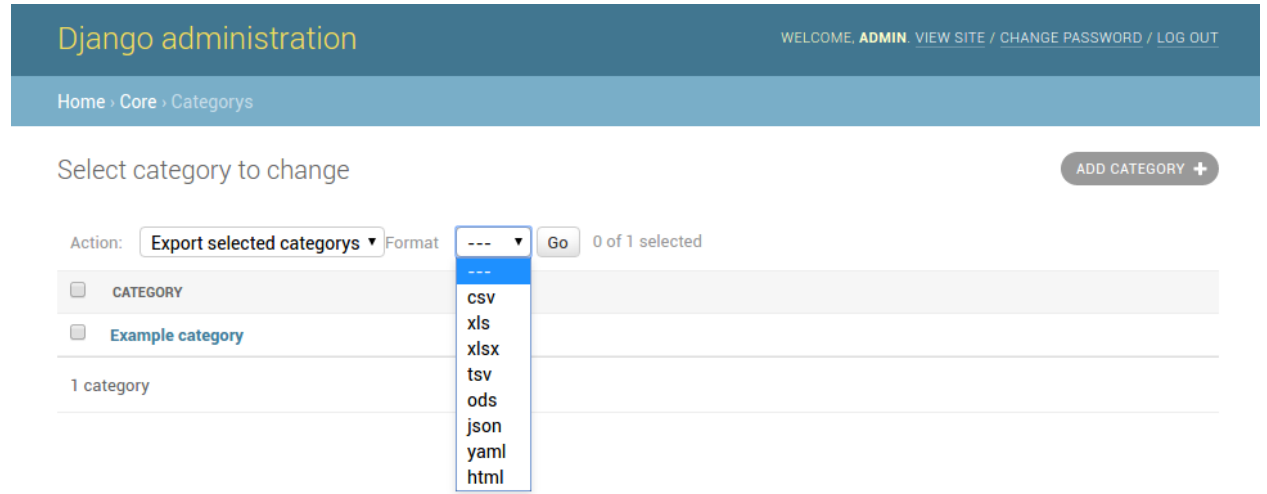 Django administration
WELCOME, ADMIN. VIEW SITE / CHANGE PASSWORD / LOG OUT
Home › Core › Categorys
Select category to change
ADD CATEGORY +
Action: Export selected categorys Format --- Go 0 of 1 selected
---
CATEGORY
csv
xls
Example category
xlsx
tsv
1 category
ods
json
yaml
html